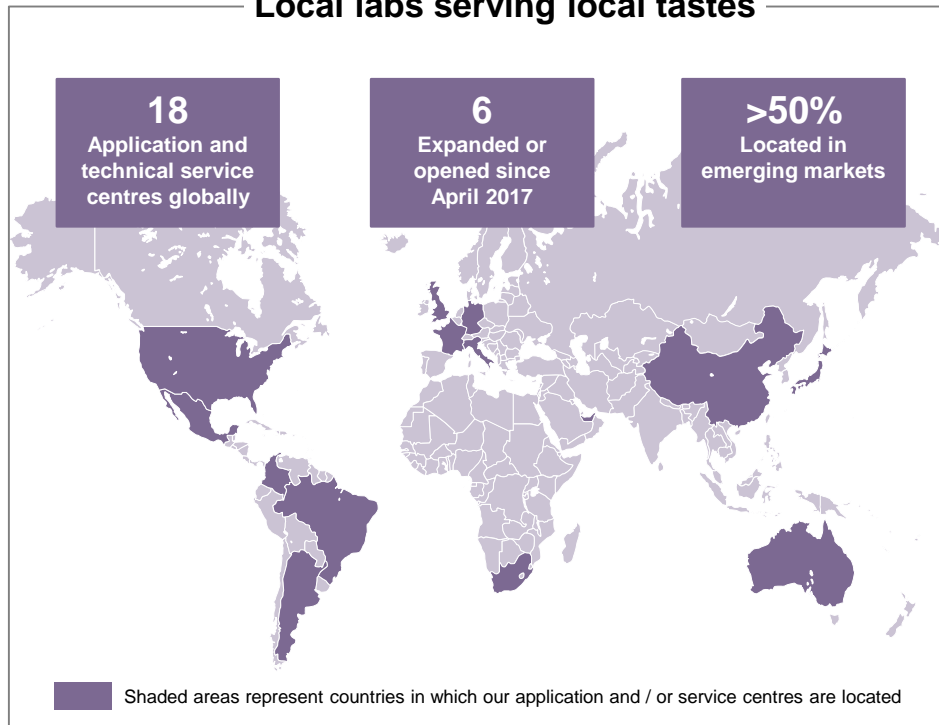 Local labs serving local tastes
18
Application and
technical service
centres globally
6
Expanded or
opened since
April 2017
>50%
Located in
emerging markets
Shaded areas represent countries in which our application and / or service centres are located